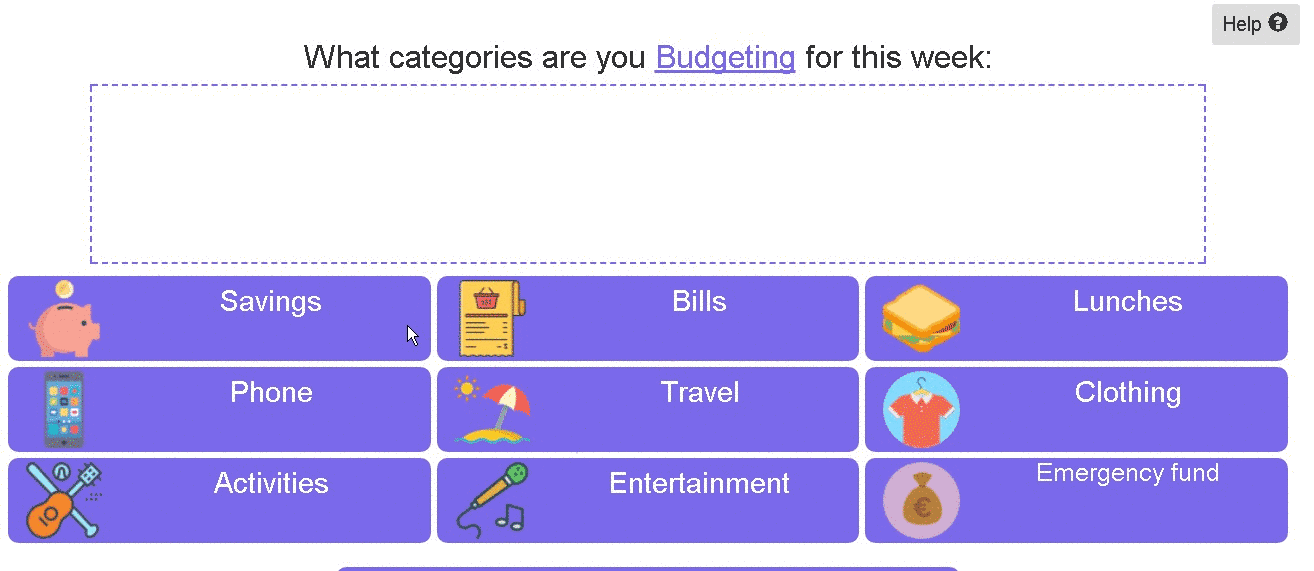 Help
What categories are you Budgeting for this week:
Savings
Bills
Lunches
Phone
Travel
Clothing
Activities
Entertainment
Emergency fund